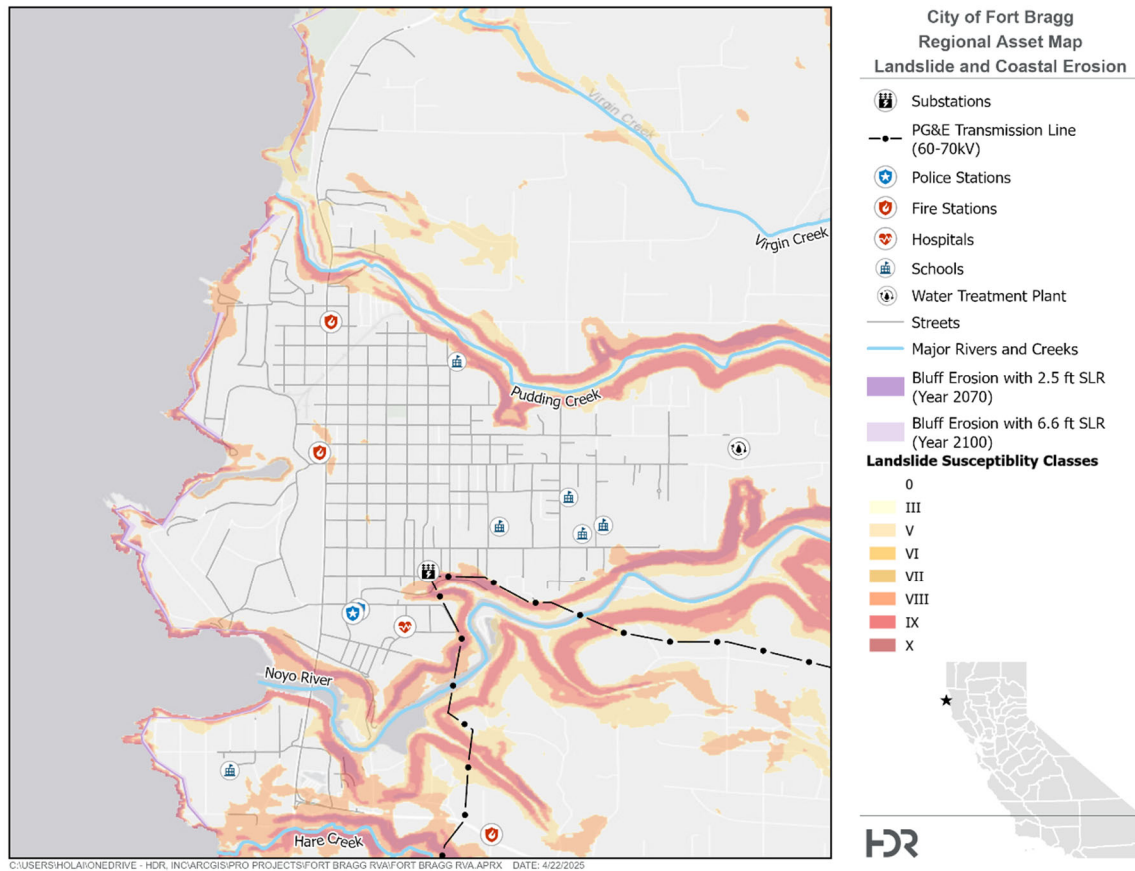 City of Fort Bragg
Regional Asset Map
Landslide and Coastal Erosion
Substations
PG&E Transmission Line
(60-70kV)
Police Stations
Fire Stations
Hospitals
Schools
Water Treatment Plant
Streets
Major Rivers and Creeks
Bluff Erosion with 2.5 ft SLR
(Year 2070)
Bluff Erosion with 6.6 ft SLR
(Year 2100)
Landslide Susceptiblity Classes
0
III
V
VI
VII
VIII
IX
X
Virgin Creek
Virgin Creek
Pudding Creek
Noyo River
Hare Creek
HDR
C:\USERS\HOLAI\ONEDRIVE - HDR, INC\ARCGIS\PRO PROJECTS\FORT BRAGG RVA\FORT BRAGG RVA.APRX DATE: 4/22/2025